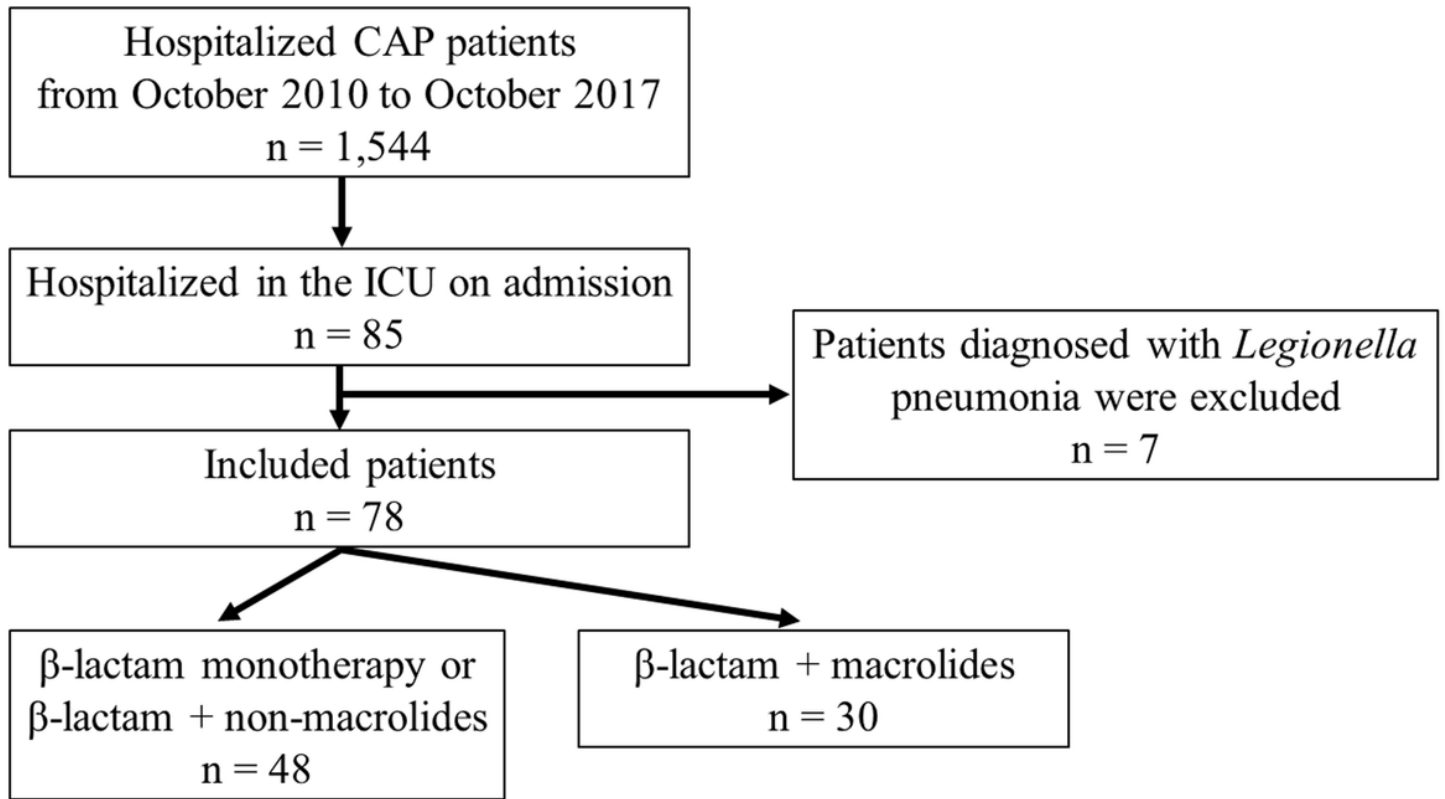 Hospitalized CAP patients
from October 2010 to October 2017
n = 1,544
Hospitalized in the ICU on admission
n = 85
Patients diagnosed with Legionella
pneumonia were excluded
n = 7
Included patients
n = 78
β-lactam monotherapy or
β-lactam + non-macrolides
n = 48
β-lactam + macrolides
n = 30